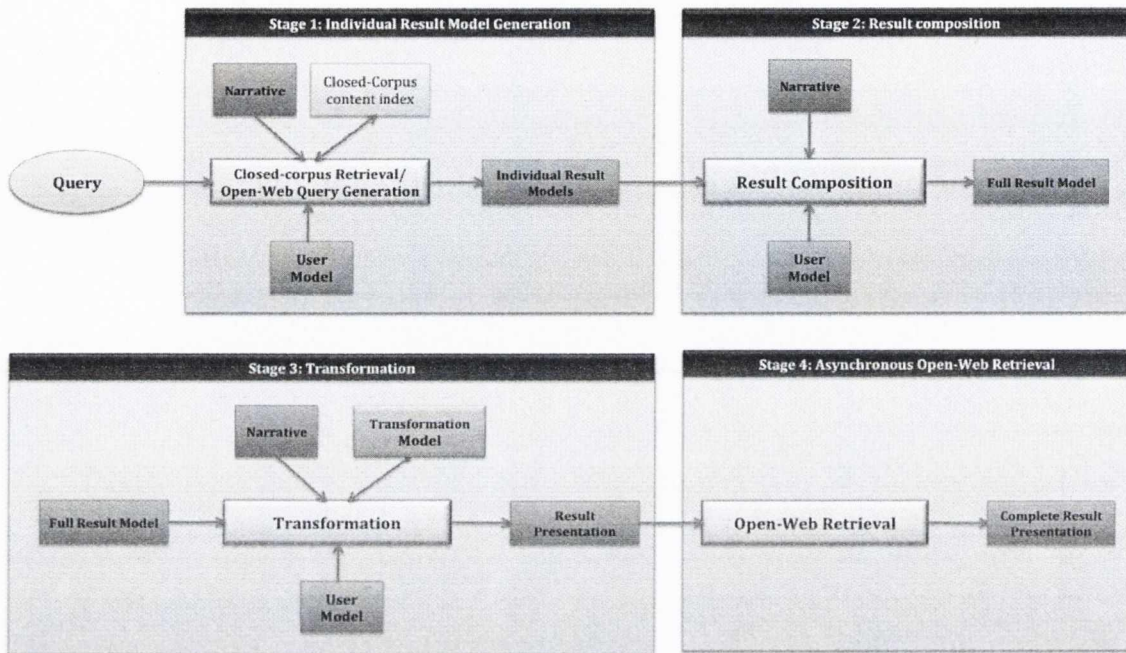 Stage 1: Individual Result Model Generation
Narrative
Closed-Corpus
content index
Query
Closed-corpus Retrieval/
Open-Web Query Generation
Individual Result
Models
User
Model
Stage 2: Result composition
Narrative
Result Composition
Full Result Model
User
Model
Stage 3: Transformation
Narrative
Transformation
Model
Full Result Model
Transformation
Result
Presentation
User
Model
Stage 4: Asynchronous Open-Web Retrieval
Open-Web Retrieval
Complete Result
Presentation